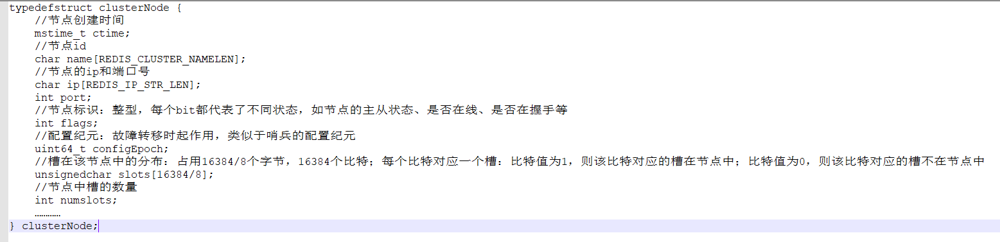 typedefstruct clusterNode {
//节点创建时间
mstime_t ctime;
//节点id
char name[REDIS_CLUSTER_NAMELEN];
//节点的ip和端口号
char ip[REDIS_IP_STR_LEN];
int port;
//节点标识：整型，每个bit都代表了不同状态，如节点的主从状态、是否在线、是否在握手等
int flags;
//配置纪元：故障转移时起作用，类似于哨兵的配置纪元
uint64_t configEpoch;
//槽在该节点中的分布：占用16384/8个字节，16384个比特；每个比特对应一个槽：比特值为1，则该比特对应的槽在节点中；比特值为0，则该比特对应的槽不在节点中
unsignedchar slots[16384/8];
//节点中槽的数量
int numslots;
…………
} clusterNode;